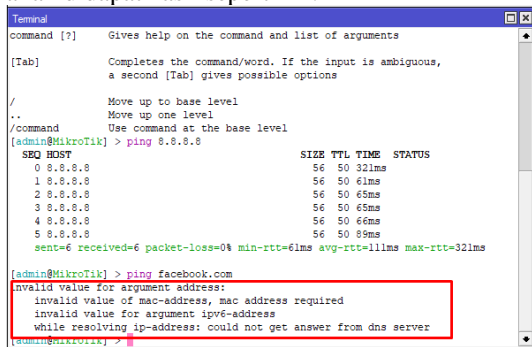 Terminal
command [?] Gives help on the command and list of arguments
[Tab] Completes the command/word. If the input is ambiguous,
a second [Tab] gives possible options
/ Move up to base level
.. Move up one level
/command Use command at the base level
[admin@MikroTik] > ping 8.8.8.8
SEQ HOST SIZE TTL TIME STATUS
0 8.8.8.8 56 50 321ms
1 8.8.8.8 56 50 61ms
2 8.8.8.8 56 50 65ms
3 8.8.8.8 56 50 65ms
4 8.8.8.8 56 50 66ms
5 8.8.8.8 56 50 89ms
sent=6 received=6 packet-loss=0% min-rtt=61ms avg-rtt=111ms max-rtt=321ms
[admin@MikroTik] > ping facebook.com
invalid value for argument address:
invalid value of mac-address, mac address required
invalid value for argument ipv6-address
while resolving ip-address: could not get answer from dns server
[admin@MikroTik] >